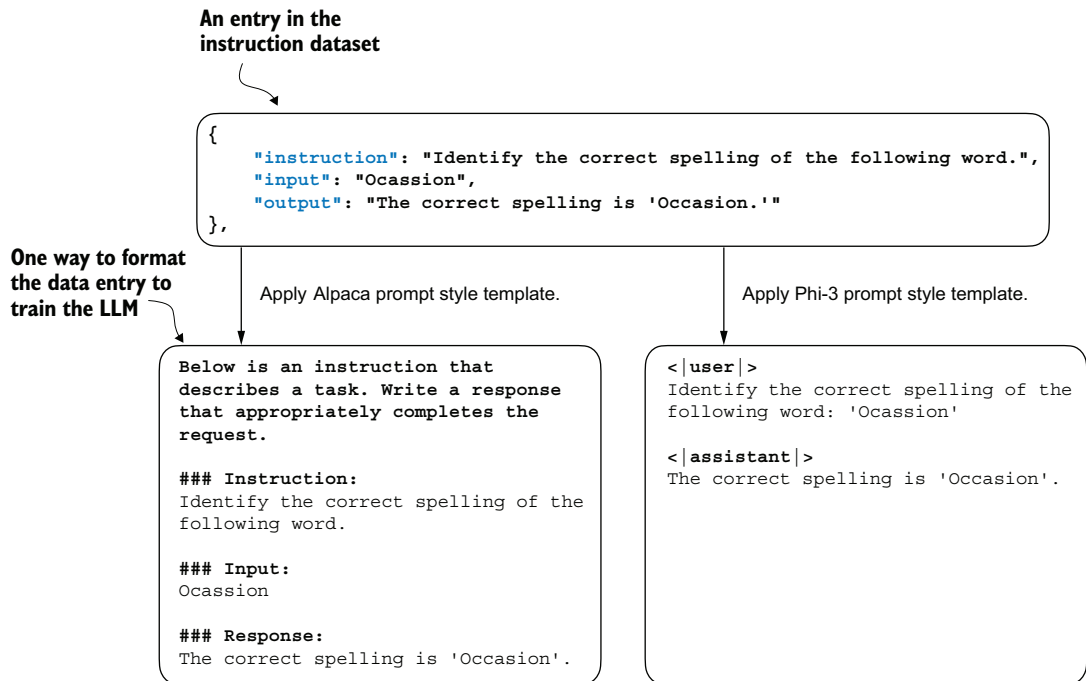 An entry in the
instruction dataset
{
"instruction": "Identify the correct spelling of the following word.",
"input": "Ocassion",
"output": "The correct spelling is 'Occasion.'"
},
One way to format
the data entry to
train the LLM
Apply Alpaca prompt style template.
Apply Phi-3 prompt style template.
Below is an instruction that
describes a task. Write a response
that appropriately completes the
request.
### Instruction:
Identify the correct spelling of the
following word.
### Input:
Ocassion
### Response:
The correct spelling is 'Occasion'.
<|user|>
Identify the correct spelling of the
following word: 'Ocassion'
<|assistant|>
The correct spelling is 'Occasion'.